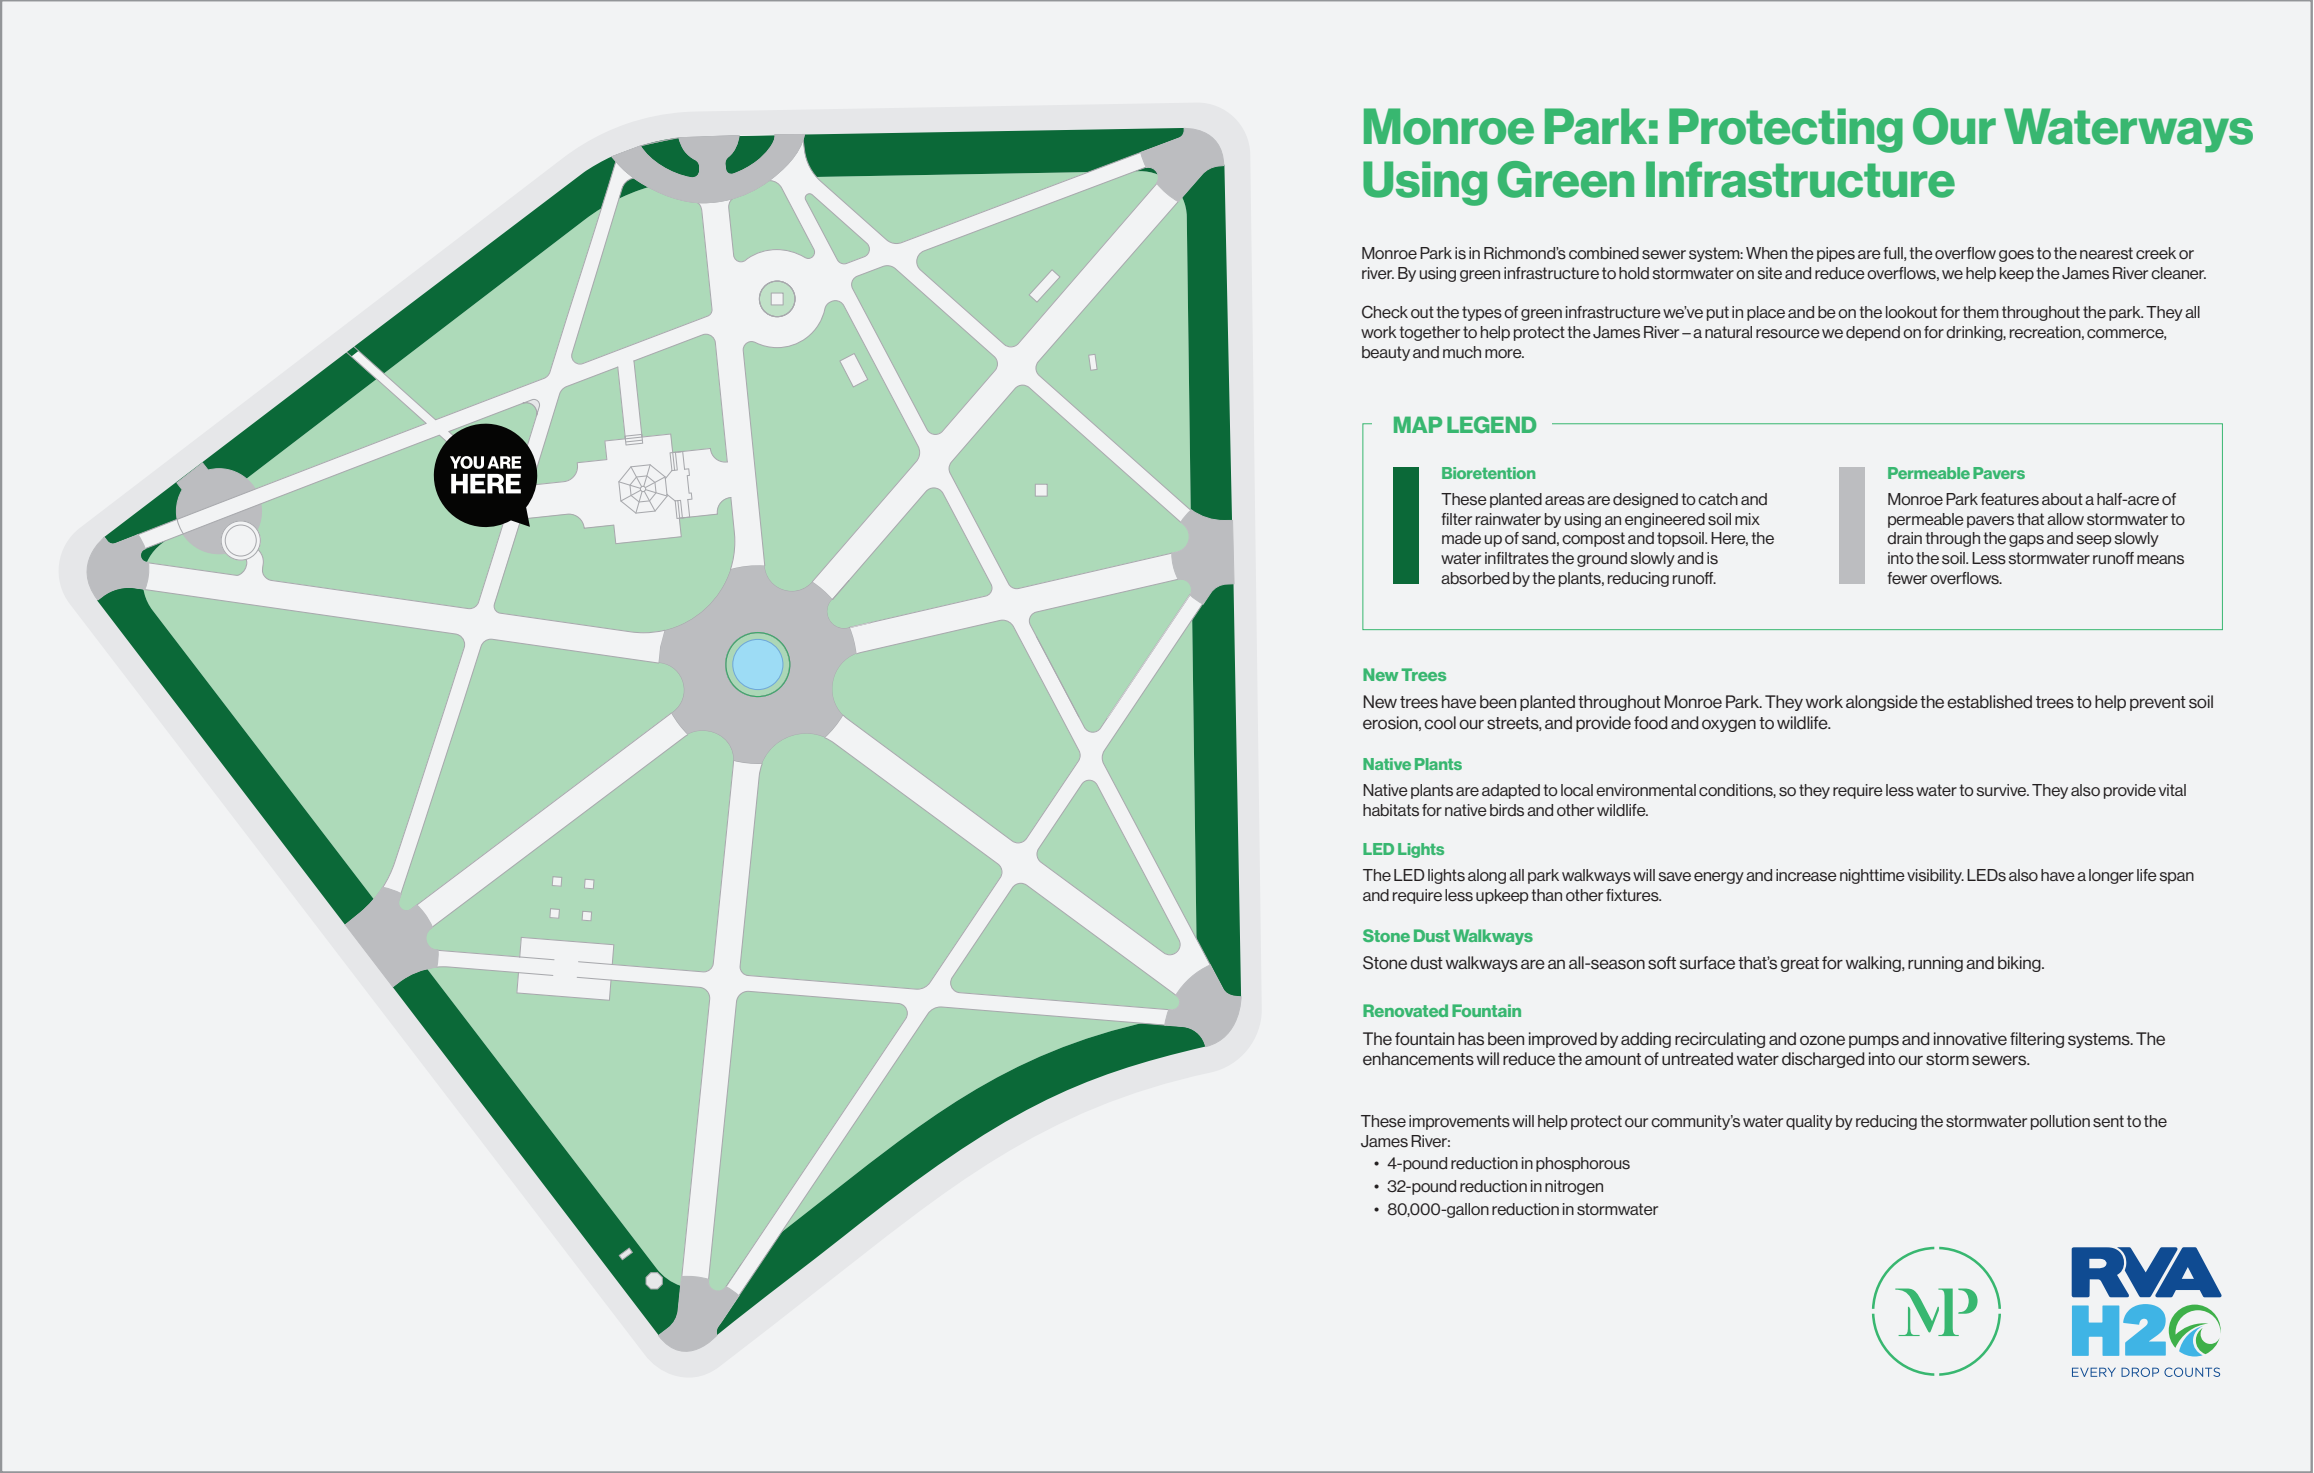 Monroe Park: Protecting Our Waterways
Using Green Infrastructure
Monroe Park is in Richmond's combined sewer system: When the pipes are full, the overflow goes to the nearest creek or
river. By using green infrastructure to hold stormwater on site and reduce overflows, we help keep the James River cleaner.
Check out the types of green infrastructure we've put in place and be on the lookout for them throughout the park. They all
work together to help protect the James River – a natural resource we depend on for drinking, recreation, commerce,
beauty and much more.
YOU ARE
HERE
MAP LEGEND
Bioretention
These planted areas are designed to catch and
filter rainwater by using an engineered soil mix
made up of sand, compost and topsoil. Here, the
water infiltrates the ground slowly and is
absorbed by the plants, reducing runoff.
Permeable Pavers
Monroe Park features about a half-acre of
permeable pavers that allow stormwater to
drain through the gaps and seep slowly
into the soil. Less stormwater runoff means
fewer overflows.
New Trees
New trees have been planted throughout Monroe Park. They work alongside the established trees to help prevent soil
erosion, cool our streets, and provide food and oxygen to wildlife.
Native Plants
Native plants are adapted to local environmental conditions, so they require less water to survive. They also provide vital
habitats for native birds and other wildlife.
LED Lights
The LED lights along all park walkways will save energy and increase nighttime visibility. LEDs also have a longer life span
and require less upkeep than other fixtures.
Stone Dust Walkways
Stone dust walkways are an all-season soft surface that's great for walking, running and biking.
Renovated Fountain
The fountain has been improved by adding recirculating and ozone pumps and innovative filtering systems. The
enhancements will reduce the amount of untreated water discharged into our storm sewers.
These improvements will help protect our community's water quality by reducing the stormwater pollution sent to the
James River:
• 4-pound reduction in phosphorous
• 32-pound reduction in nitrogen
• 80,000-gallon reduction in stormwater
MP
RVA
H2O
EVERY DROP COUNTS